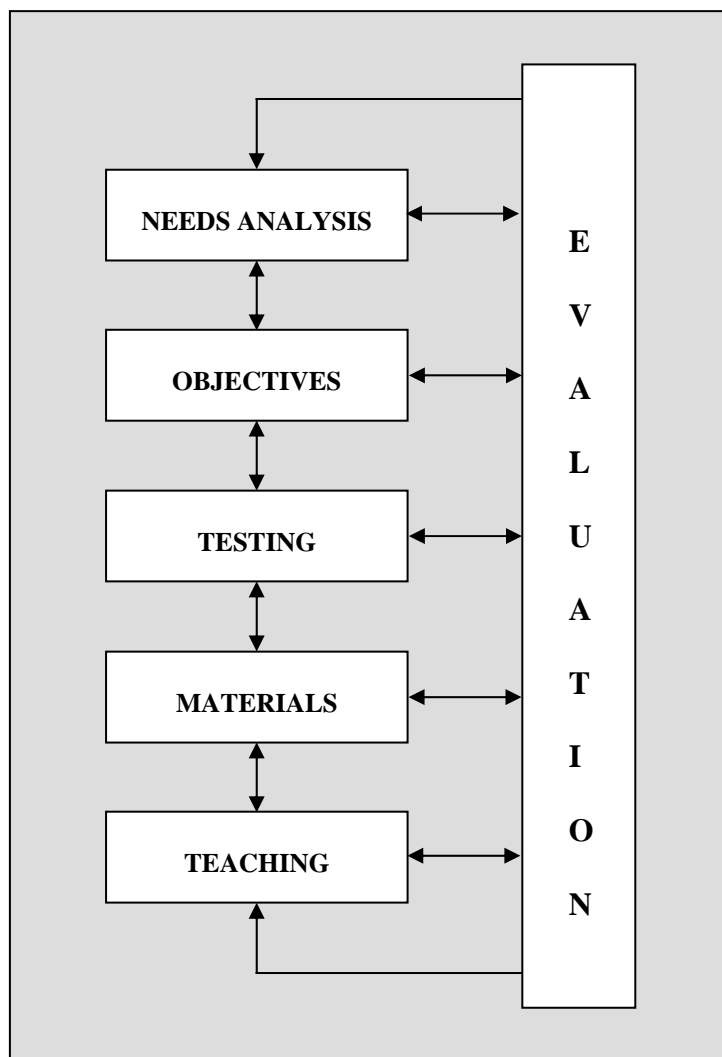 NEEDS ANALYSIS
OBJECTIVES
TESTING
MATERIALS
TEACHING
E
V
A
L
U
A
T
I
O
N